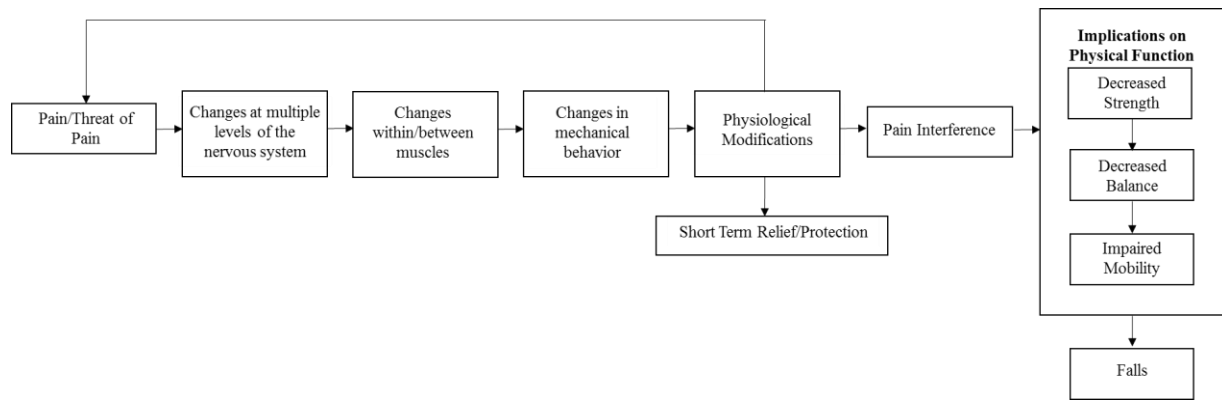 Pain/Threat of
Pain
Changes at multiple
levels of the
nervous system
Changes
within/between
muscles
Changes in
mechanical
behavior
Physiological
Modifications
Short Term Relief/Protection
Pain Interference
Implications on
Physical Function
Decreased
Strength
Decreased
Balance
Impaired
Mobility
Falls